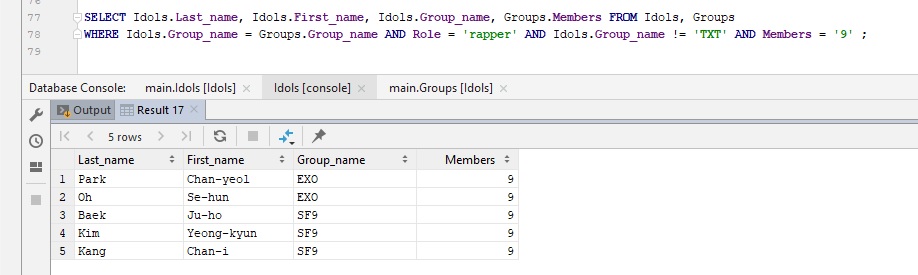 76
77 SELECT Idols.Last_name, Idols.First_name, Idols.Group_name, Groups.Members FROM Idols, Groups
78 WHERE Idols.Group_name = Groups.Group_name AND Role = 'rapper' AND Idols.Group_name != 'TXT' AND Members = '9' ;
79
Database Console: main.Idols [Idols] Idols [console] main.Groups [Idols]
Output Result 17
5 rows
Last_name First_name Group_name Members
1 Park Chan-yeol EXO 9
2 Oh Se-hun EXO 9
3 Baek Ju-ho SF9 9
4 Kim Yeong-kyun SF9 9
5 Kang Chan-i SF9 9